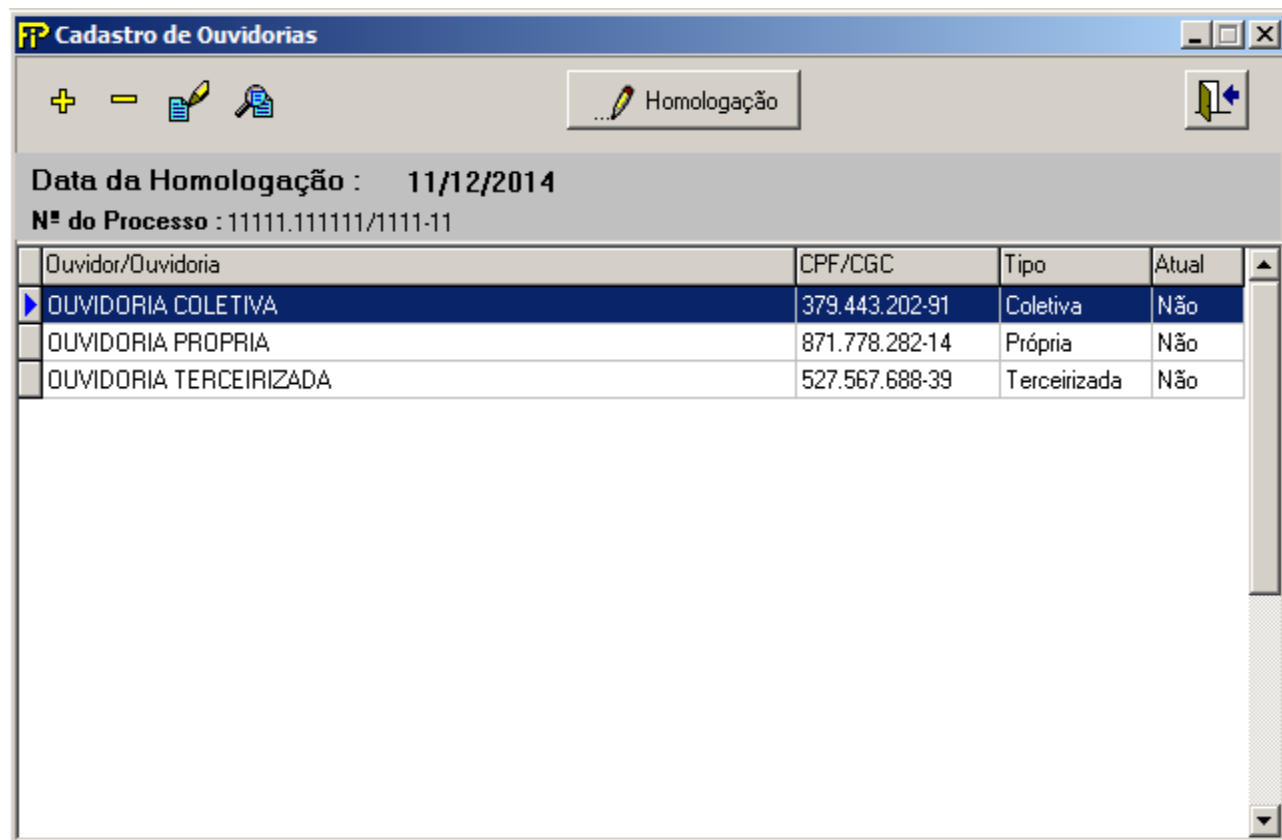 FIP Cadastro de Ouvidorias
... Homologação
Data da Homologação : 11/12/2014
Nº do Processo : 11111.111111/1111-11
Ouvidor/Ouvidoria CPF/CGC Tipo Atual
OUVIDORIA COLETIVA 379.443.202-91 Coletiva Não
OUVIDORIA PROPRIA 871.778.282-14 Própria Não
OUVIDORIA TERCEIRIZADA 527.567.688-39 Terceirizada Não